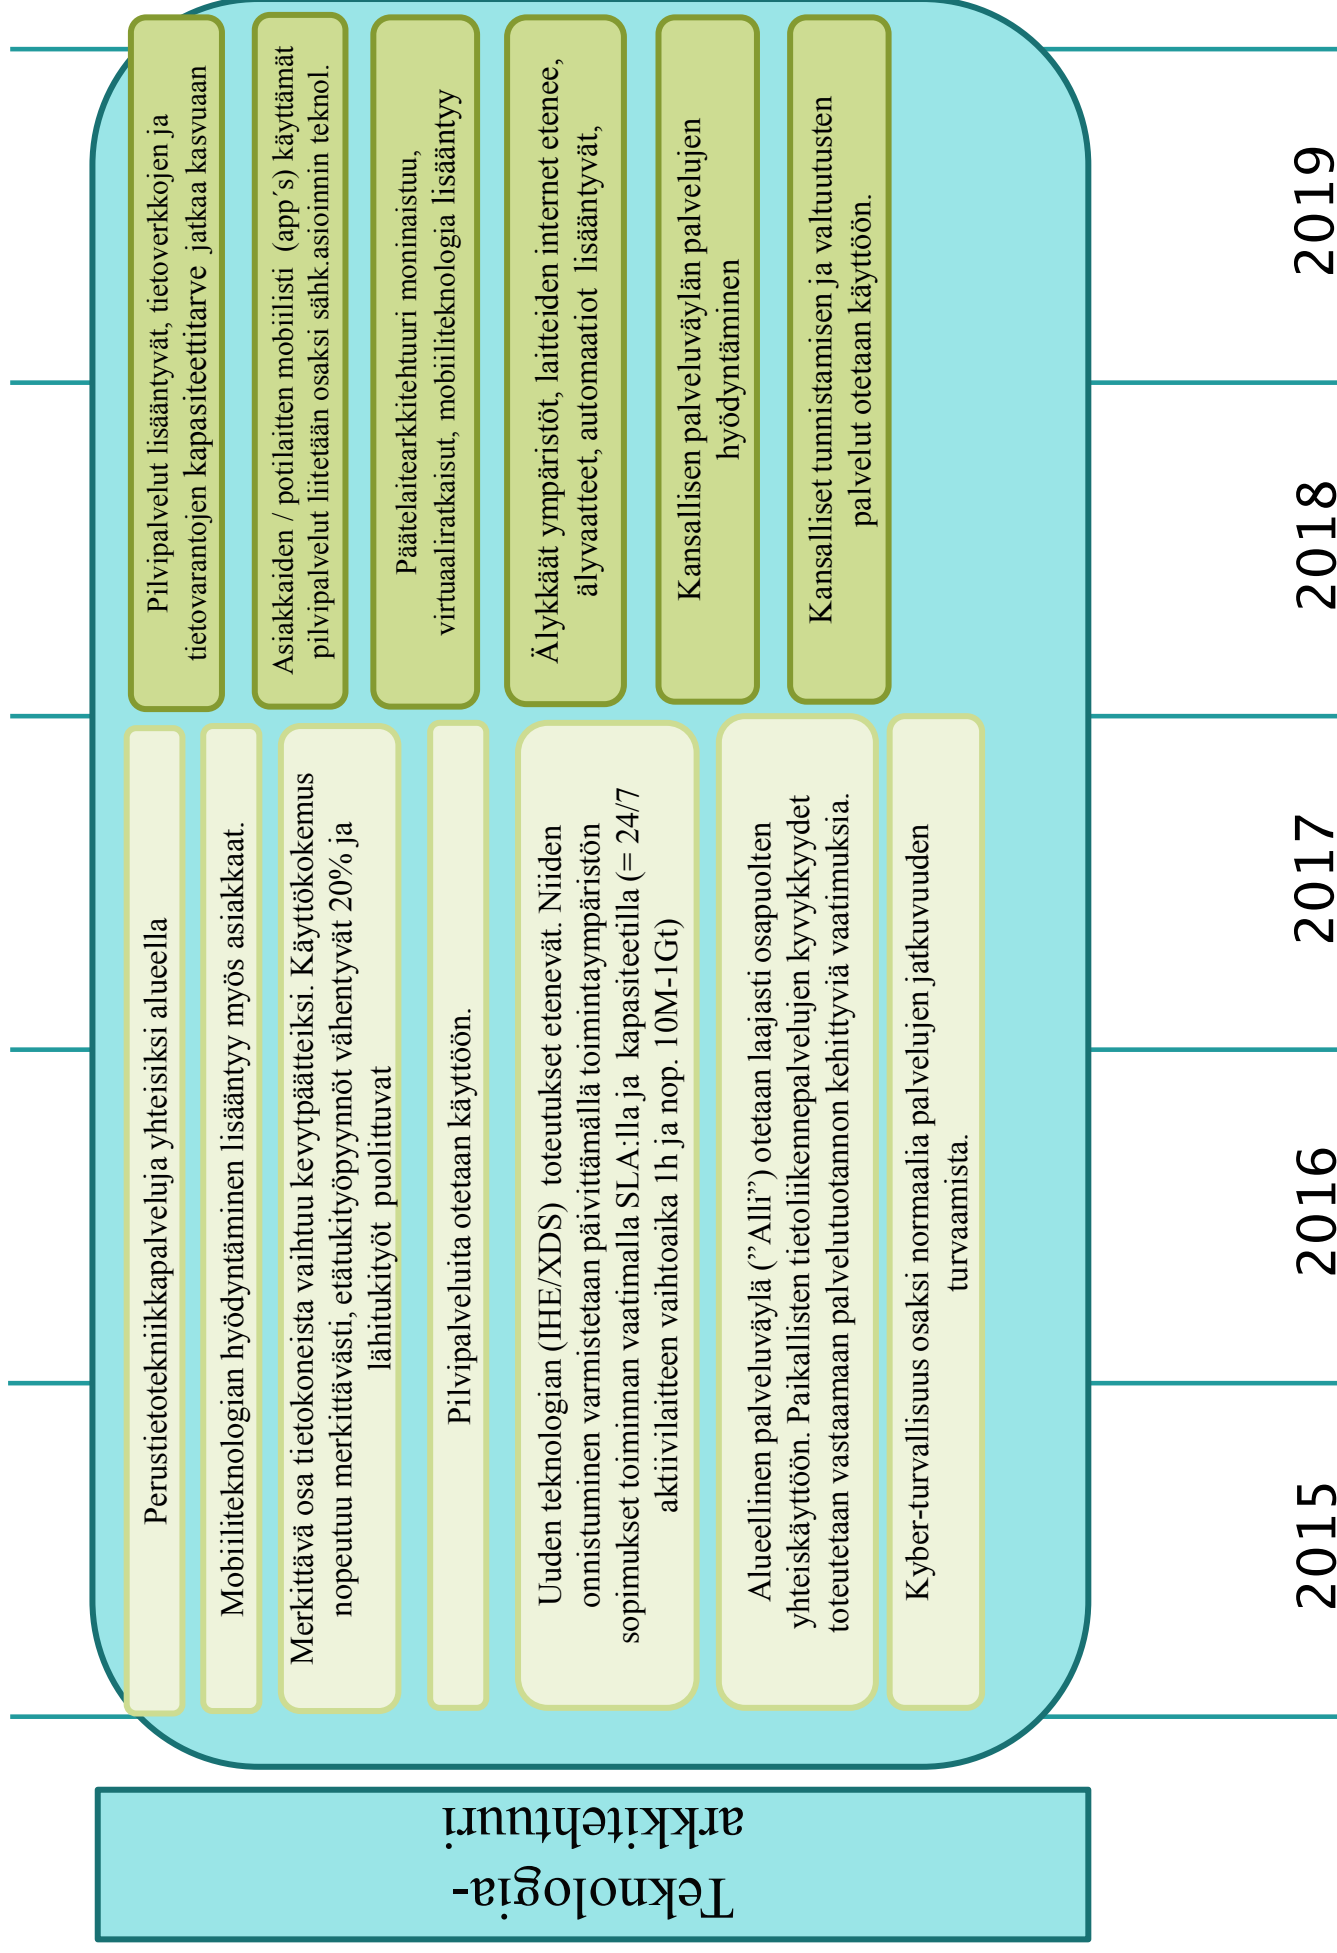 Teknologia-
arkkitehtuuri
Perustietotekniikkapalveluja yhteisiksi alueella
Mobiiliteknologian hyödyntäminen lisääntyy myös asiakkaat.
Merkittävä osa tietokoneista vaihtuu kevytpäätteiksi. Käyttökokemus
nopeutuu merkittävästi, etätukityöpyynnöt vähentyvät 20% ja
lähitukityöt puolittuvat
Pilvipalveluita otetaan käyttöön.
Uuden teknologian (IHE/XDS) toteutukset etenevät. Niiden
onnistuminen varmistetaan päivittämällä toimintaympäristön
sopimukset toiminnan vaatimalla SLA:lla ja kapasiteetilla (= 24/7
aktiivilaitteen vaihtoaika 1h ja nop. 10M-1Gt)
Alueellinen palveluväylä (”Alli”) otetaan laajasti osapuolten
yhteiskäyttöön. Paikallisten tietoliikennepalvelujen kyvykkyydet
toteutetaan vastaamaan palvelutuotannon kehittyviä vaatimuksia.
Kyber-turvallisuus osaksi normaalia palvelujen jatkuvuuden
turvaamista.
Pilvipalvelut lisääntyvät, tietoverkkojen ja
tietovarantojen kapasiteettitarve jatkaa kasvuaan
Asiakkaiden / potilaitten mobiilisti (app´s) käyttämät
pilvipalvelut liitetään osaksi sähk.asioinnin teknol.
Päätelaitearkkitehtuuri moninaistuu,
virtuaaliratkaisut, mobiliteknologia lisääntyy
Älykkäät ympäristöt, laitteiden internet etenee,
älyvaatteet, automaatiot lisääntyvät,
Kansallisen palveluväylän palvelujen
hyödyntäminen
Kansalliset tunnistamisen ja valtuutusten
palvelut otetaan käyttöön.
2015
2016
2017
2018
2019